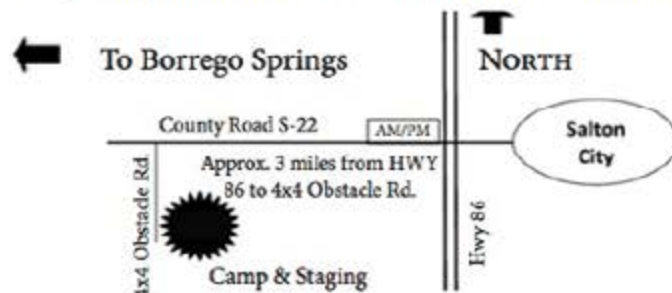 To Borrego Springs
NORTH
County Road S-22
AM/PM
Salton
City
Approx. 3 miles from HWY
86 to 4x4 Obstacle Rd.
4x4 Obstacle Rd.
Hwy 86
Camp & Staging